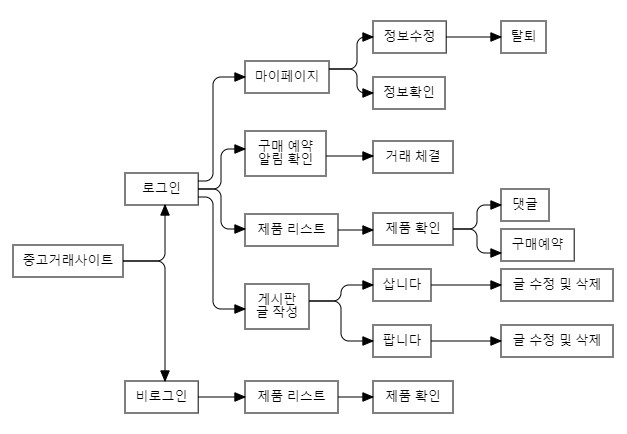 정보수정
탈퇴
마이페이지
정보확인
구매 예약
알림 확인
거래 체결
로그인
댓글
제품 리스트
제품 확인
구매예약
중고거래사이트
게시판
글 작성
삽니다
글 수정 및 삭제
팝니다
글 수정 및 삭제
비로그인
제품 리스트
제품 확인